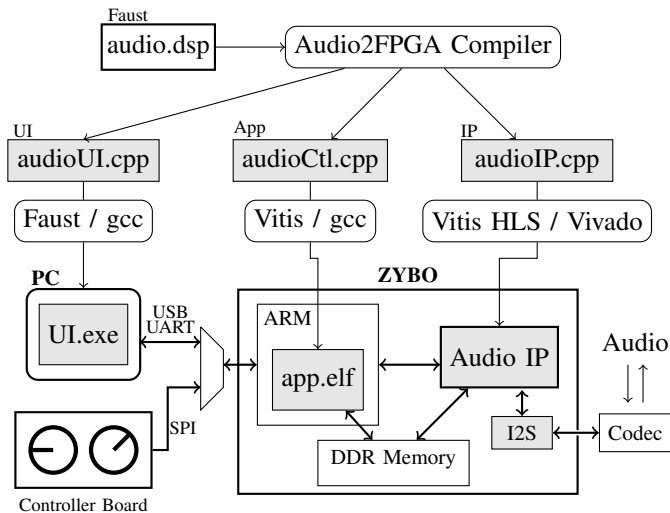 Faust
audio.dsp
Audio2FPGA Compiler
UI
audioUI.cpp
App
audioCtl.cpp
IP
audioIP.cpp
Faust / gcc
Vitis / gcc
Vitis HLS / Vivado
PC
ZYBO
UI.exe
USB
UART
ARM
app.elf
Audio IP
Audio
SPI
I2S
Codec
DDR Memory
Controller Board